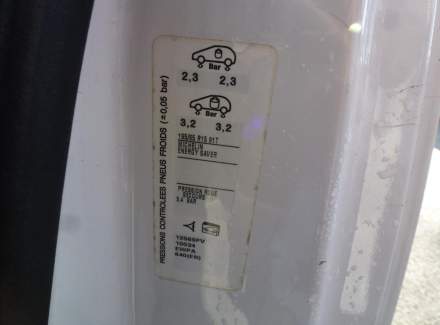 Bar
2,3 2,3
Bar
3,2 3,2
195/65 R15 91T
MICHELIN
ENERGY SAVER
PRESSION ROUE
SECOURS
3.4 BAR
10034
PRESSIONS CONTROLEES PNEUS FROIDS (±0,05 bar)